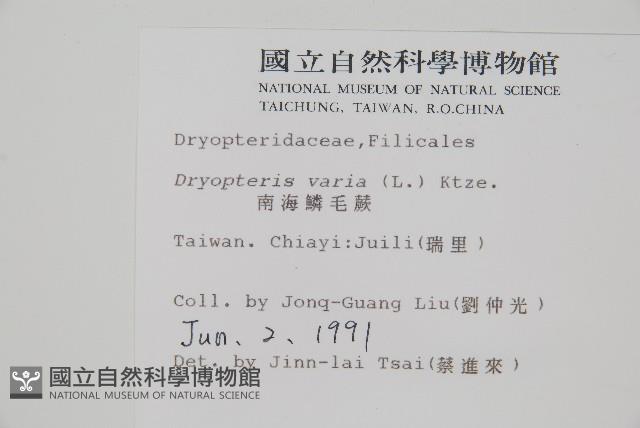 國立自然科學博物館
NATIONAL MUSEUM OF NATURAL SCIENCE
TAICHUNG, TAIWAN, R.O.CHINA
Dryopteridaceae,Filicales
Dryopteris varia (L.) Ktze.
南海鱗毛蕨
Taiwan. Chiayi:Juili(瑞里)
Coll. by Jonq-Guang Liu(劉仲光)
Jun. 2. 1991
Det. by Jinn-lai Tsai(蔡進來)
國立自然科學博物館
NATIONAL MUSEUM OF NATURAL SCIENCE